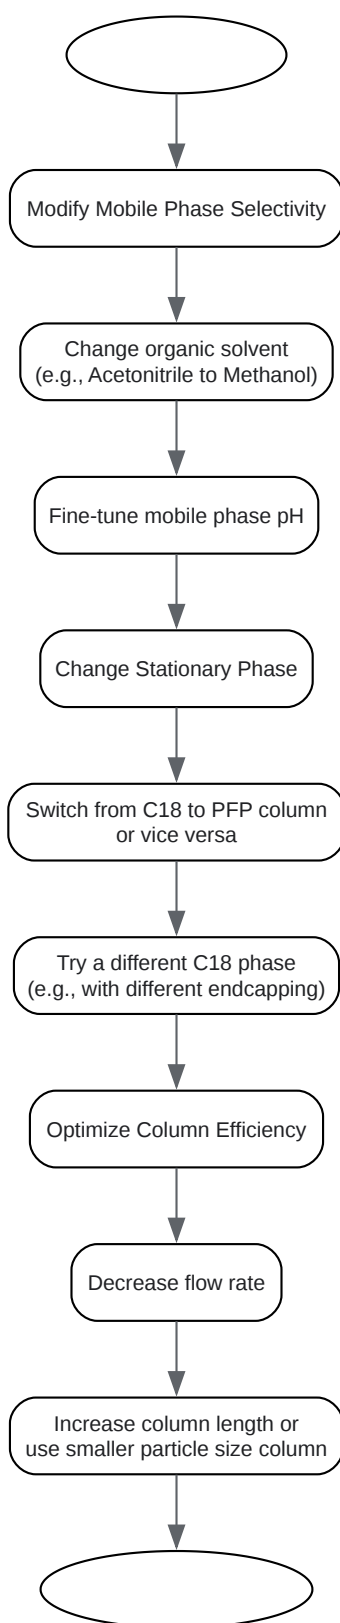 Modify Mobile Phase Selectivity
Change organic solvent
(e.g., Acetonitrile to Methanol)
Fine-tune mobile phase pH
Change Stationary Phase
Switch from C18 to PFP column
or vice versa
Try a different C18 phase
(e.g., with different endcapping)
Optimize Column Efficiency
Decrease flow rate
Increase column length or
use smaller particle size column